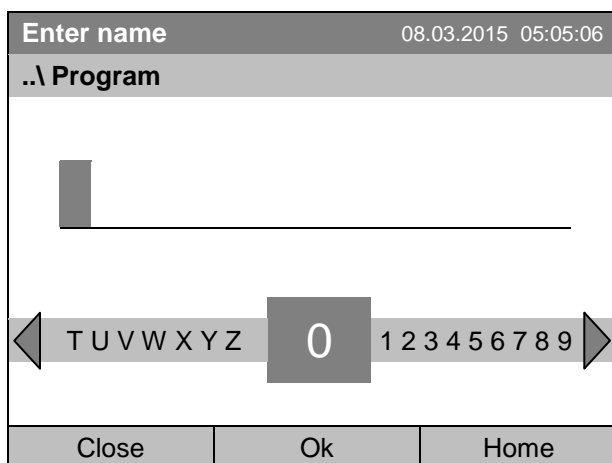 Enter name 08.03.2015 05:05:06
..\ Program
T U V W X Y Z 0 1 2 3 4 5 6 7 8 9
Close Ok Home